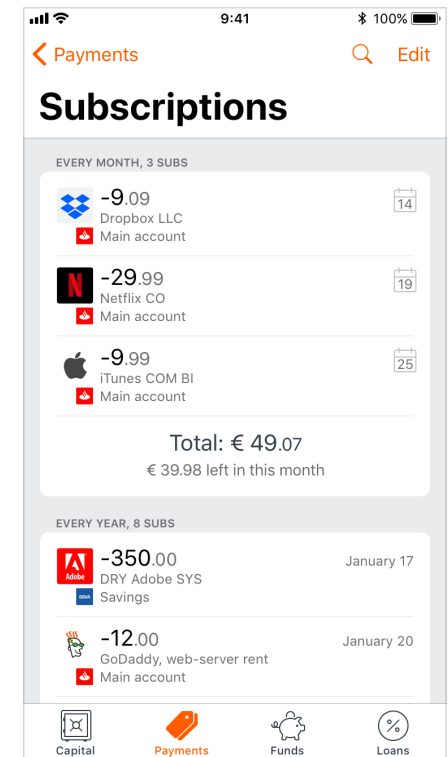 9:41
100%
Payments
Edit
Subscriptions
EVERY MONTH, 3 SUBS
-9.09
14
Dropbox LLC
Main account
N
-29.99
19
Netflix CO
Main account
-9.99
25
iTunes COM BI
Main account
Total: € 49.07
€ 39.98 left in this month
EVERY YEAR, 8 SUBS
-350.00
January 17
Adobe
DRY Adobe SYS
BBVA
Savings
-12.00
January 20
GoDaddy, web-server rent
Main account
Capital
Payments
Funds
%
Loans